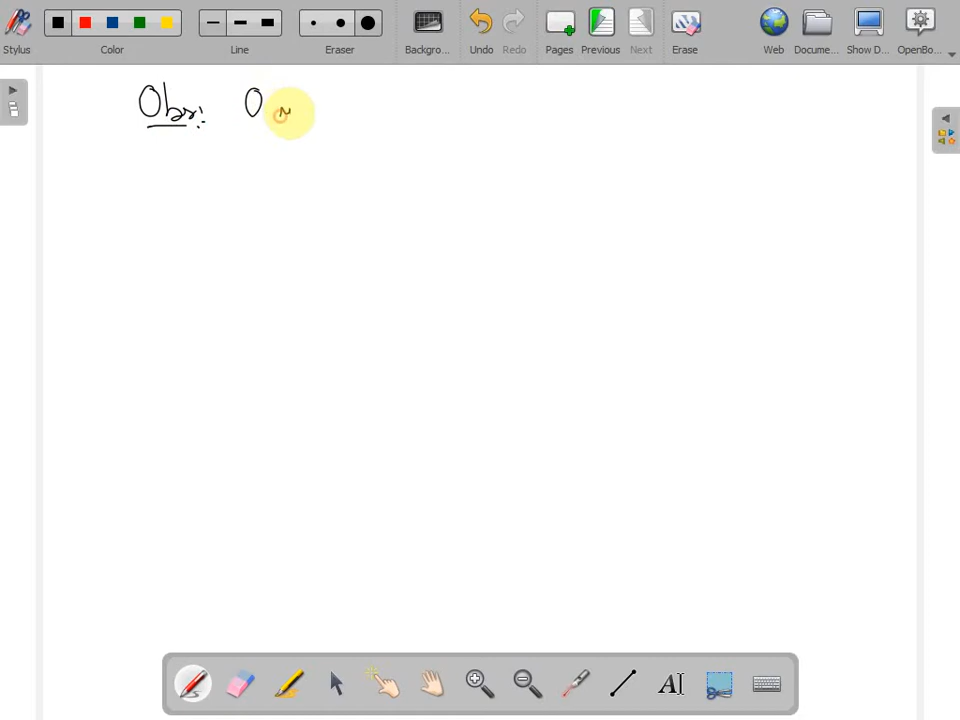 Stylus Color Line Eraser Backgro... Undo Redo Pages Previous Next Erase Web Docume... Show D... OpenBo...
Obs: O
A